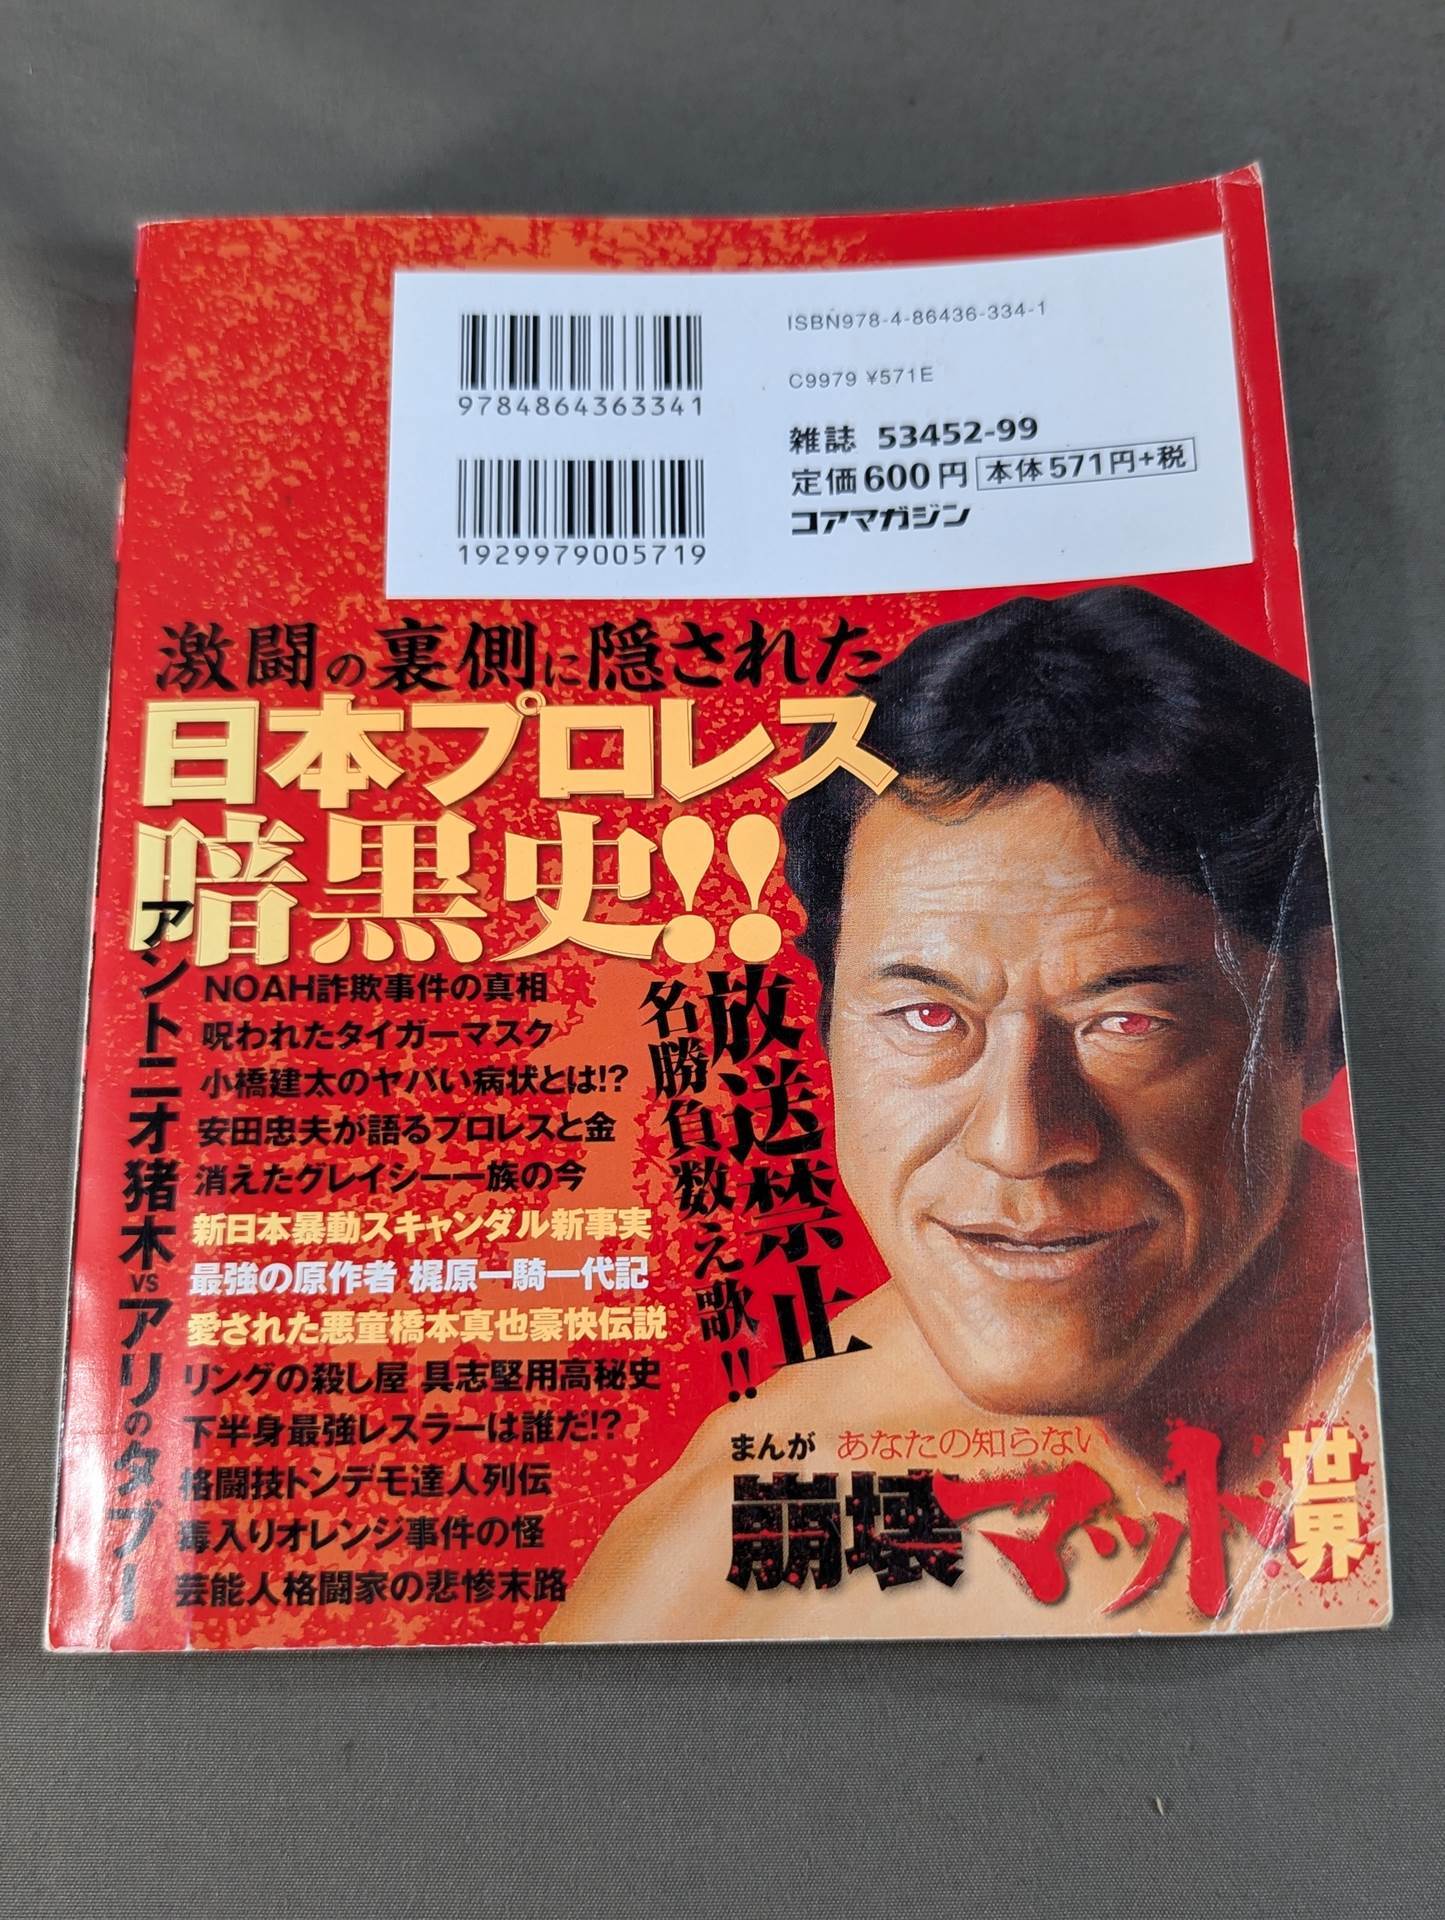 ISBN978-4-86436-334-1
9784864363341
C9979 ¥571E
雑誌 53452-99
定価600円 本体571円+税
1929979005719
コアマガジン
激闘の裏側に隠された
日本プロレス
暗黒史!!
アントニオ猪木vsアリのタブー
NOAH詐欺事件の真相
呪われたタイガーマスク
小橋建太のヤバい病状とは!?
安田忠夫が語るプロレスと金
消えたグレイシー一族の今
新日本暴動スキャンダル新事実
最強の原作者 梶原一騎一代記
愛された悪童橋本真也豪快伝説
リングの殺し屋 具志堅用高秘史
下半身最強レスラーは誰だ!?
格闘技トンデモ達人列伝
毒入りオレンジ事件の怪
芸能人格闘家の悲惨末路
放送禁止
名勝負数え歌!!
まんが あなたの知らない
崩壊マット世界